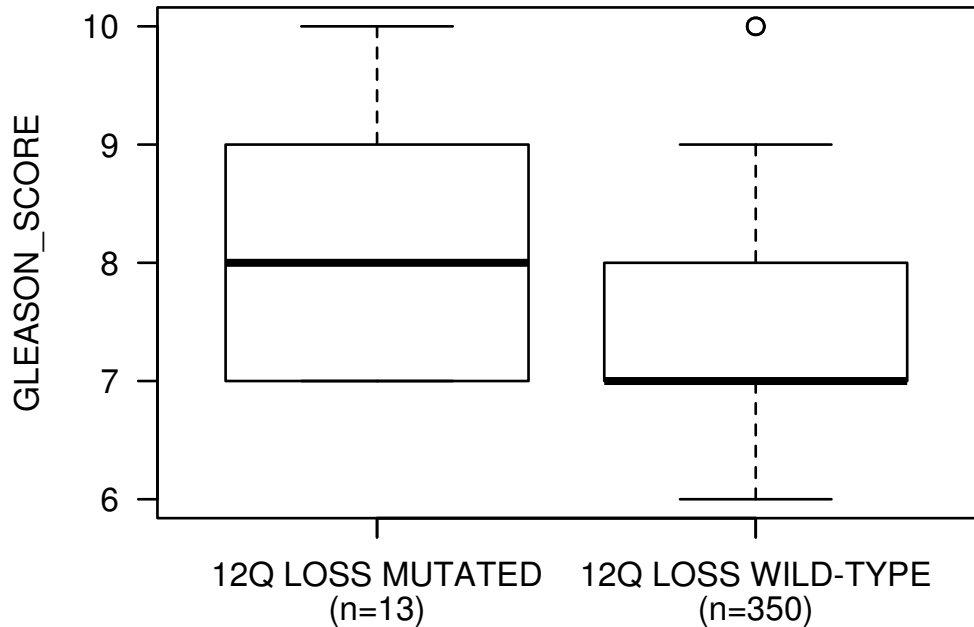 GLEASON_SCORE
10
9
8
7
6
12Q LOSS MUTATED
(n=13)
12Q LOSS WILD-TYPE
(n=350)